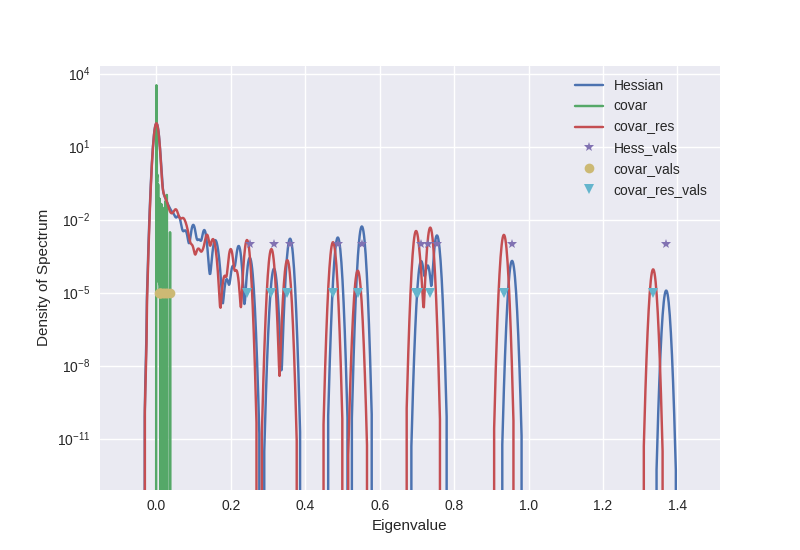 10^4
10^1
10^−2
10^−5
10^−8
10^−11
Density of Spectrum
Hessian
covar
covar_res
Hess_vals
covar_vals
covar_res_vals
0.0 0.2 0.4 0.6 0.8 1.0 1.2 1.4
Eigenvalue